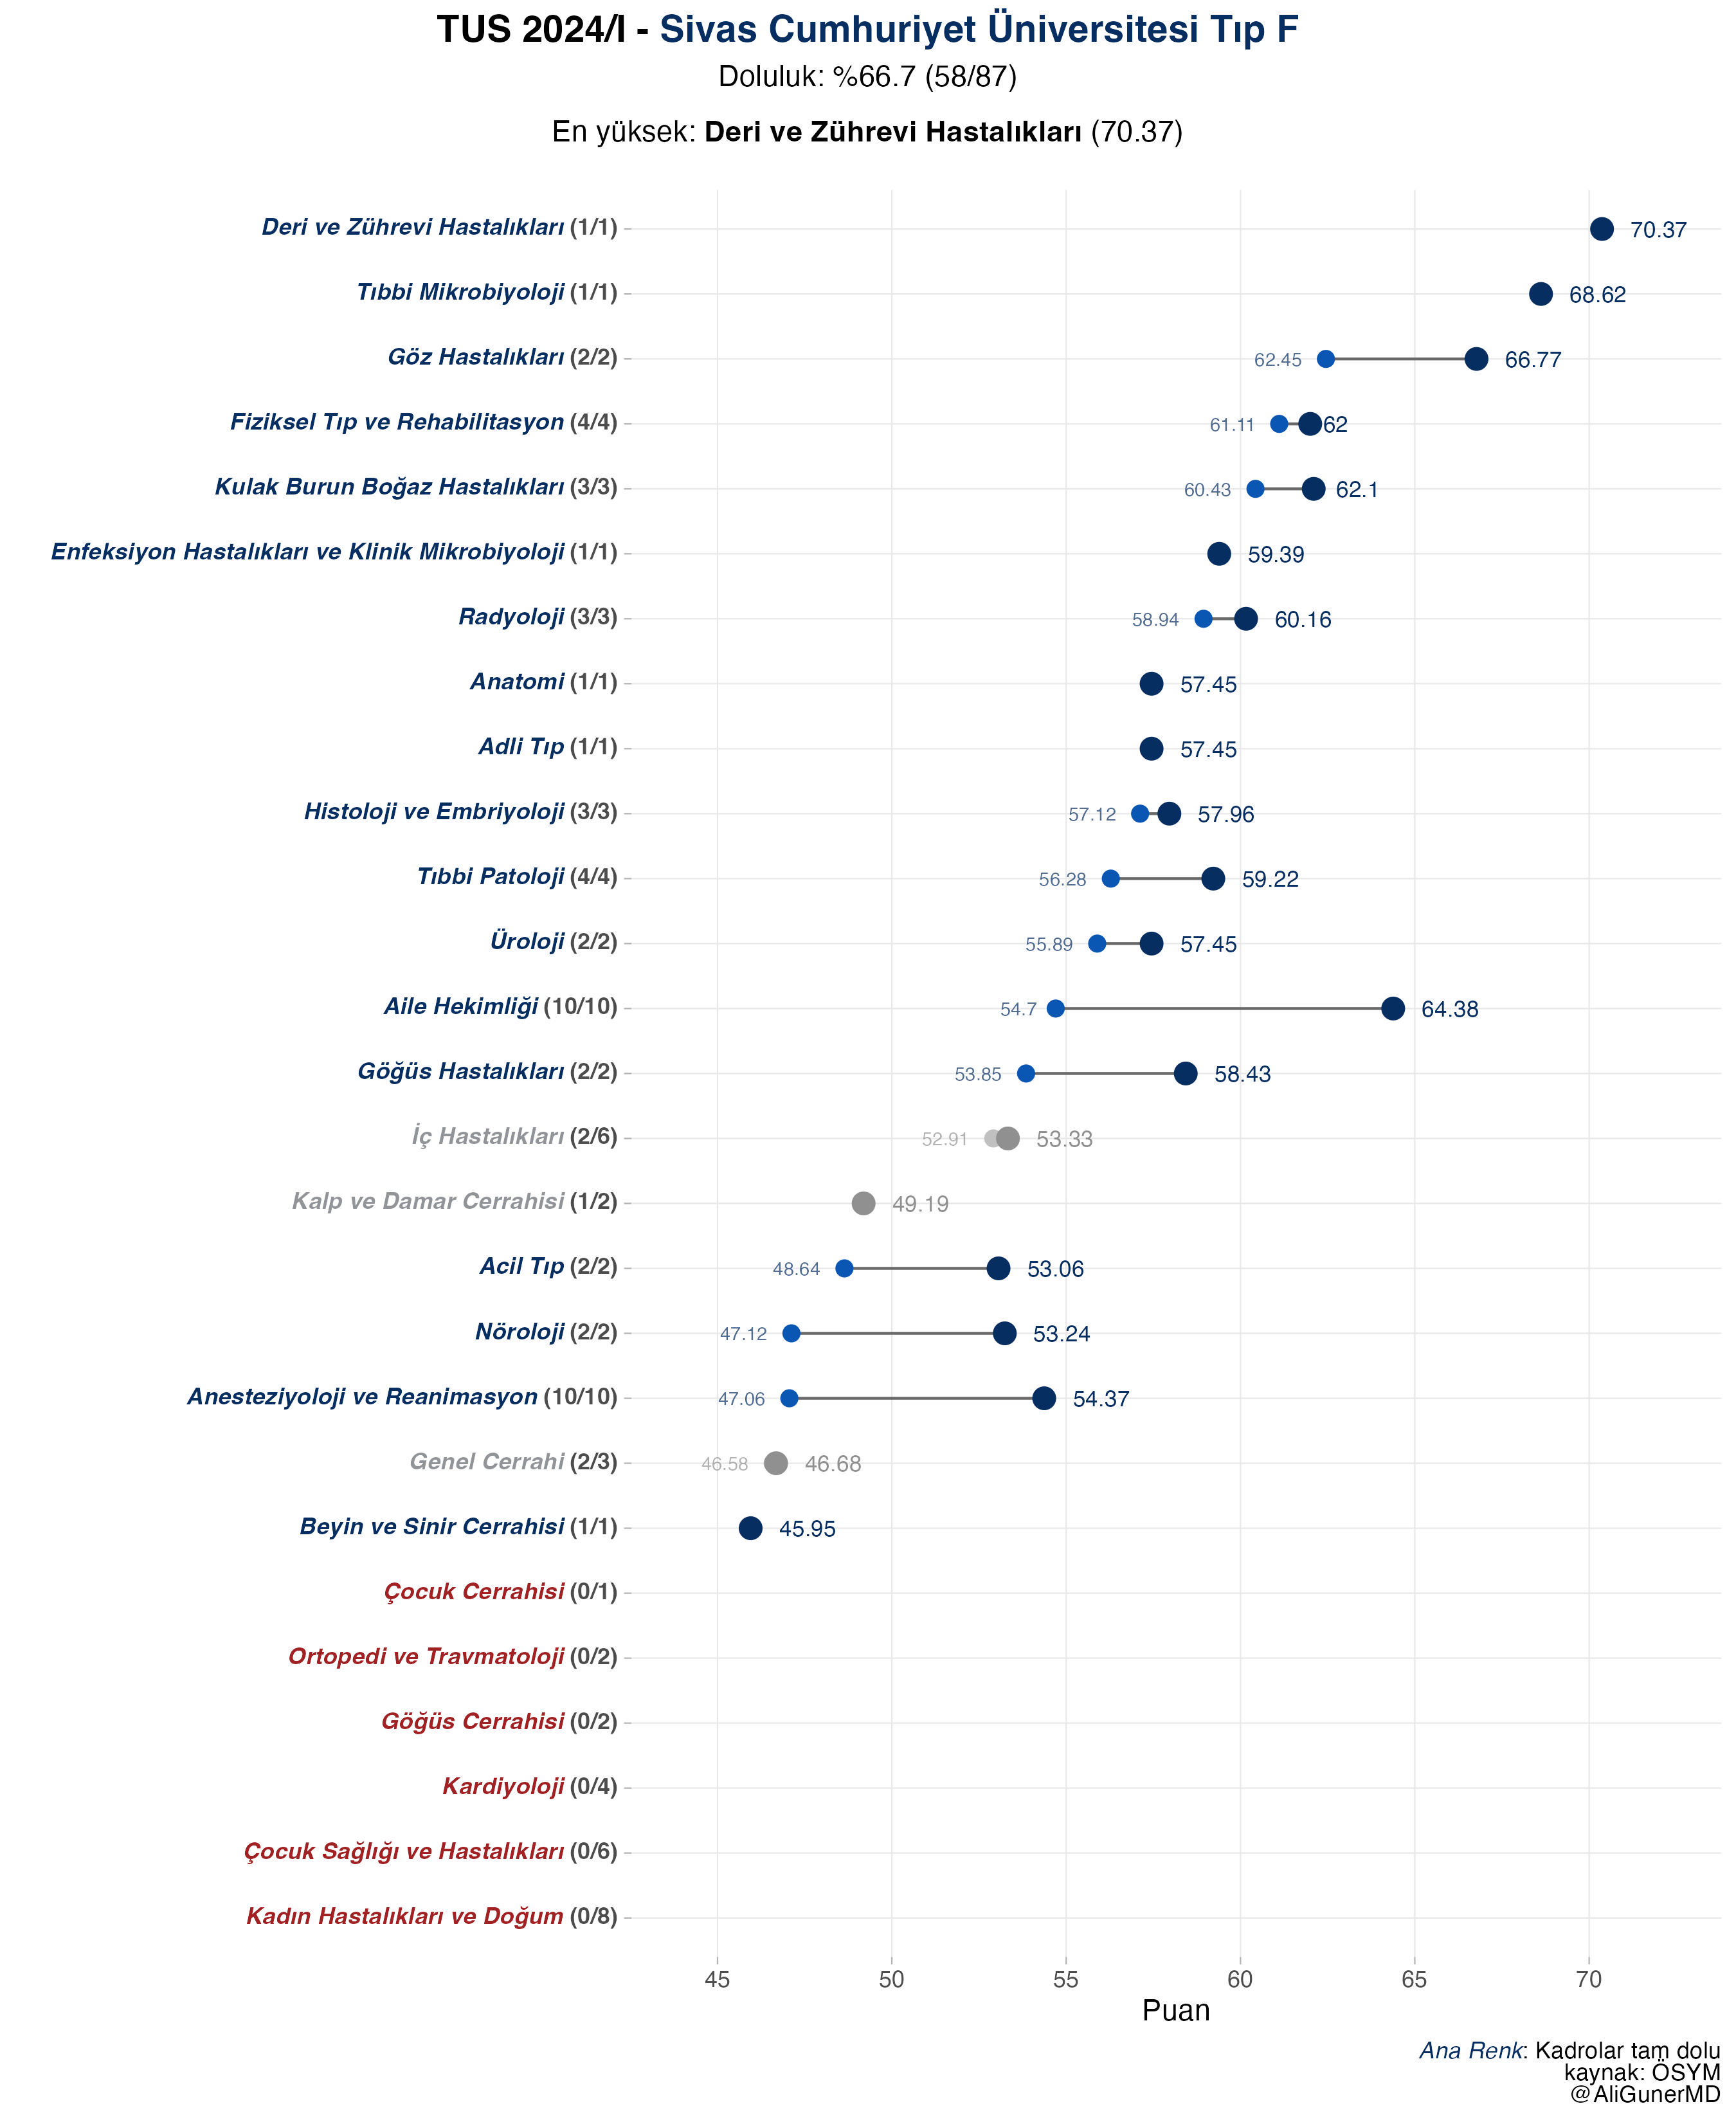 TUS 2024/I - Sivas Cumhuriyet Üniversitesi Tıp F
Doluluk: %66.7 (58/87)
En yüksek: Deri ve Zührevi Hastalıkları (70.37)
Deri ve Zührevi Hastalıkları (1/1) 70.37
Tıbbi Mikrobiyoloji (1/1) 68.62
Göz Hastalıkları (2/2) 62.45 66.77
Fiziksel Tıp ve Rehabilitasyon (4/4) 61.11 62
Kulak Burun Boğaz Hastalıkları (3/3) 60.43 62.1
Enfeksiyon Hastalıkları ve Klinik Mikrobiyoloji (1/1) 59.39
Radyoloji (3/3) 58.94 60.16
Anatomi (1/1) 57.45
Adli Tıp (1/1) 57.45
Histoloji ve Embriyoloji (3/3) 57.12 57.96
Tıbbi Patoloji (4/4) 56.28 59.22
Üroloji (2/2) 55.89 57.45
Aile Hekimliği (10/10) 54.7 64.38
Göğüs Hastalıkları (2/2) 53.85 58.43
İç Hastalıkları (2/6) 52.91 53.33
Kalp ve Damar Cerrahisi (1/2) 49.19
Acil Tıp (2/2) 48.64 53.06
Nöroloji (2/2) 47.12 53.24
Anesteziyoloji ve Reanimasyon (10/10) 47.06 54.37
Genel Cerrahi (2/3) 46.58 46.68
Beyin ve Sinir Cerrahisi (1/1) 45.95
Çocuk Cerrahisi (0/1)
Ortopedi ve Travmatoloji (0/2)
Göğüs Cerrahisi (0/2)
Kardiyoloji (0/4)
Çocuk Sağlığı ve Hastalıkları (0/6)
Kadın Hastalıkları ve Doğum (0/8)
45 50 55 60 65 70
Puan
Ana Renk: Kadrolar tam dolu
kaynak: ÖSYM
@AliGunerMD